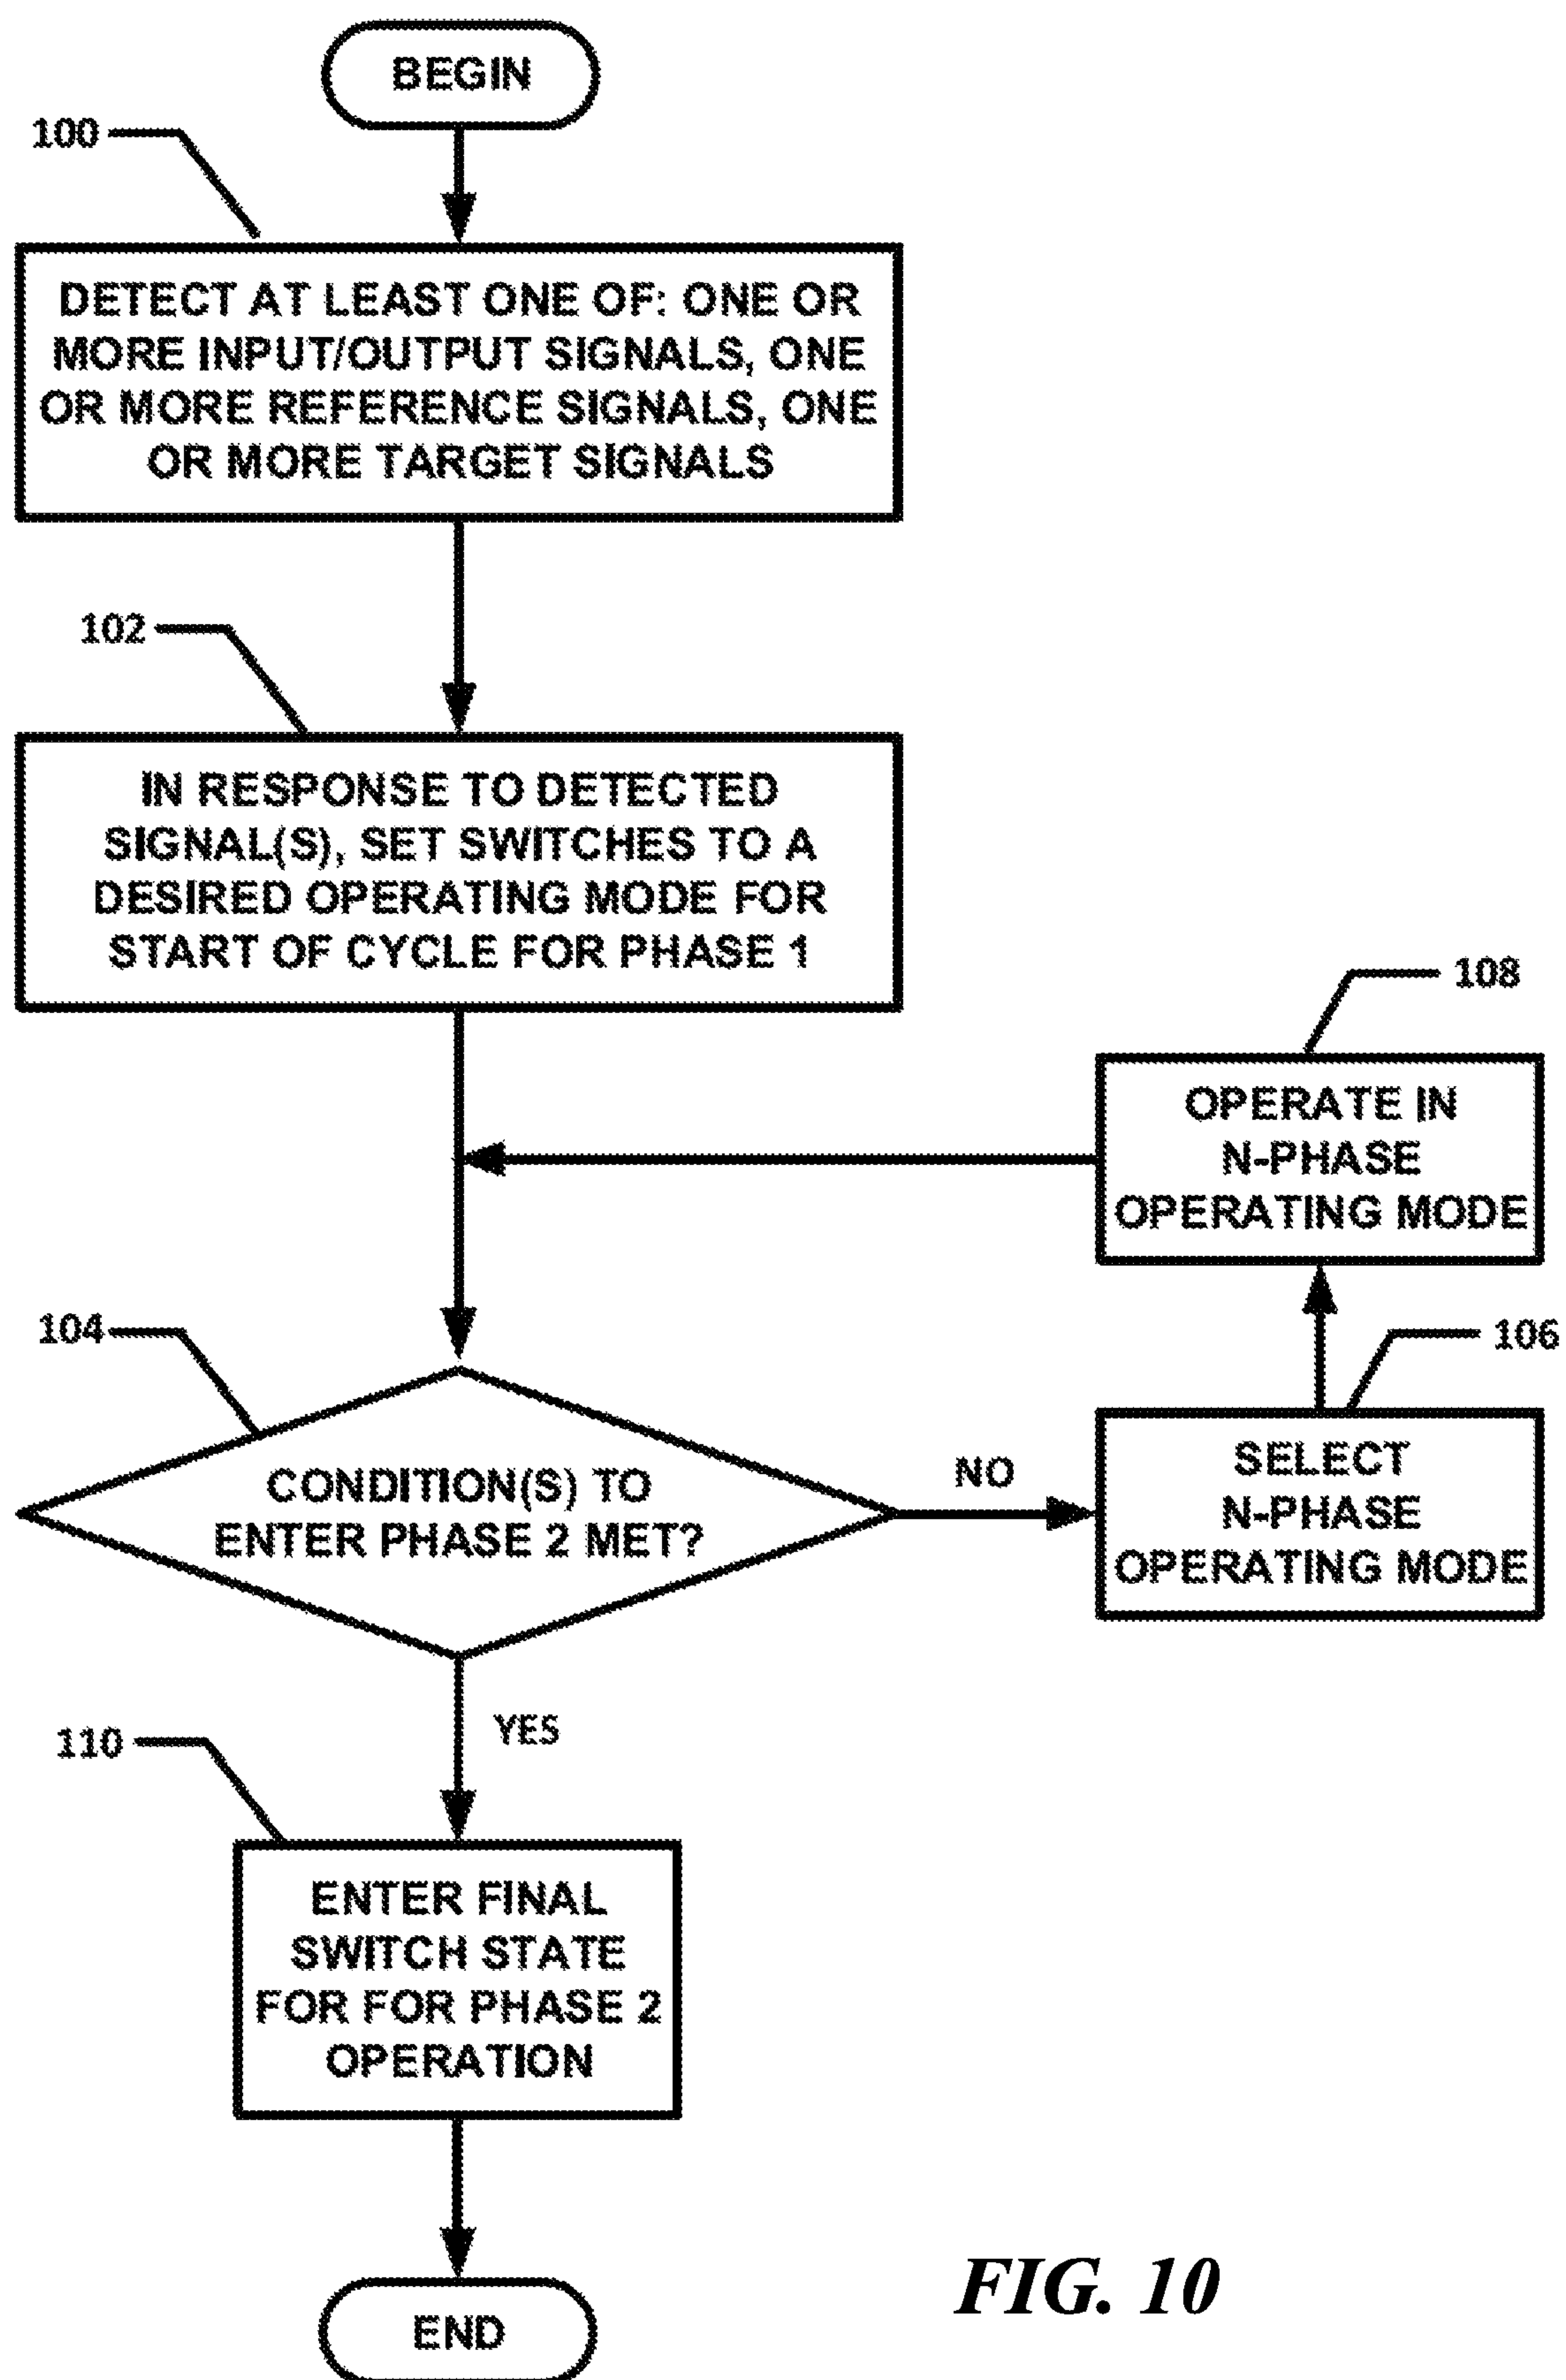 BEGIN
100
DETECT AT LEAST ONE OF: ONE OR
MORE INPUT/OUTPUT SIGNALS, ONE
OR MORE REFERENCE SIGNALS, ONE
OR MORE TARGET SIGNALS
102
IN RESPONSE TO DETECTED
SIGNAL(S), SET SWITCHES TO A
DESIRED OPERATING MODE FOR
START OF CYCLE FOR PHASE 1
108
OPERATE IN
N-PHASE
OPERATING MODE
104
CONDITION(S) TO
ENTER PHASE 2 MET?
NO
106
SELECT
N-PHASE
OPERATING MODE
YES
110
ENTER FINAL
SWITCH STATE
FOR FOR PHASE 2
OPERATION
END
FIG. 10